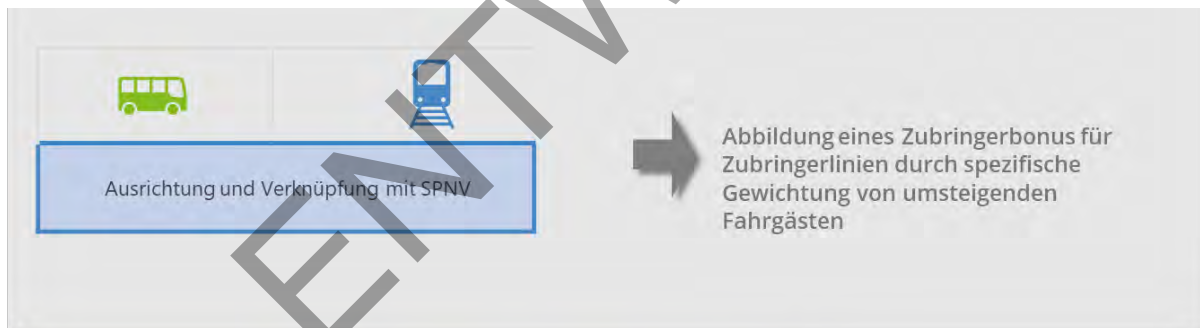 Ausrichtung und Verknüpfung mit SPNV
Abbildung eines Zubringerbonus für
Zubringerlinien durch spezifische
Gewichtung von umsteigenden
Fahrgästen